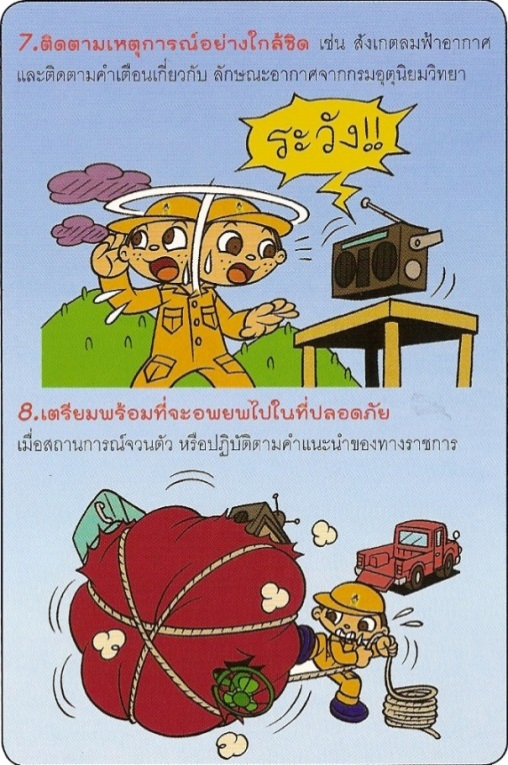 7.ติดตามเหตุการณ์อย่างใกล้ชิด เช่น สังเกตลมฟ้าอากาศ
และติดตามคำเตือนเกี่ยวกับ ลักษณะอากาศจากกรมอุตุนิยมวิทยา
ระวัง!!
8.เตรียมพร้อมที่จะอพยพไปในที่ปลอดภัย
เมื่อสถานการณ์จวนตัว หรือปฏิบัติตามคำแนะนำของทางราชการ